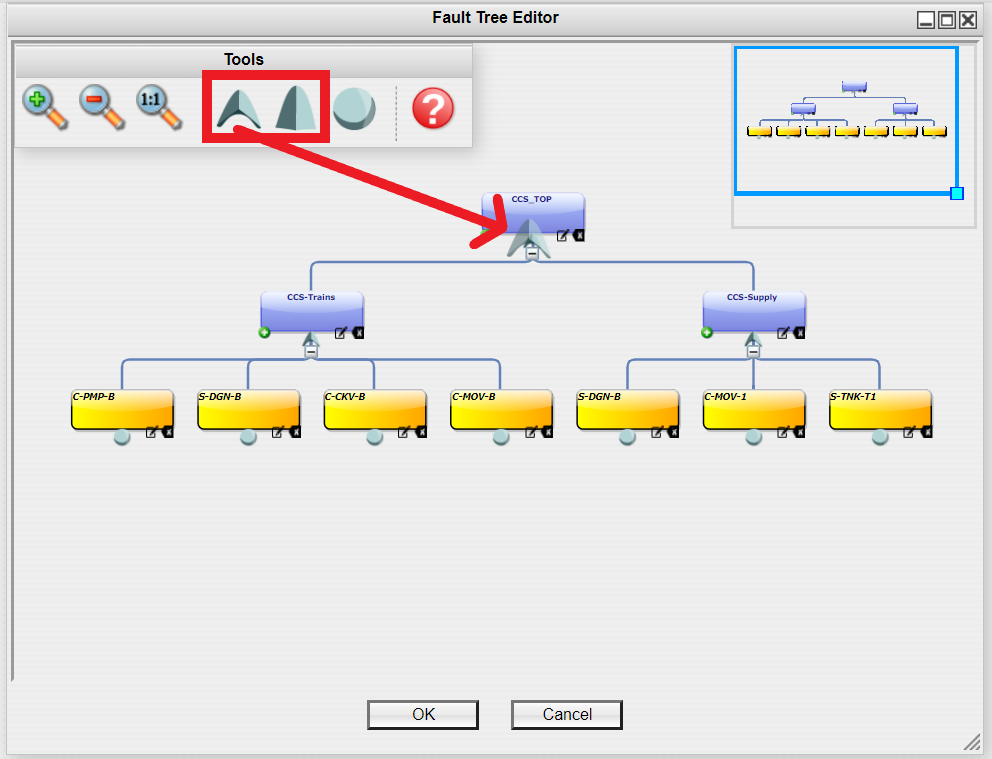 Fault Tree Editor
Tools
1:1
?
CCS_TOP
CCS-Trains
CCS-Supply
C-PMP-B
S-DGN-B
C-CKV-B
C-MOV-B
S-DGN-B
C-MOV-1
S-TNK-T1
OK
Cancel